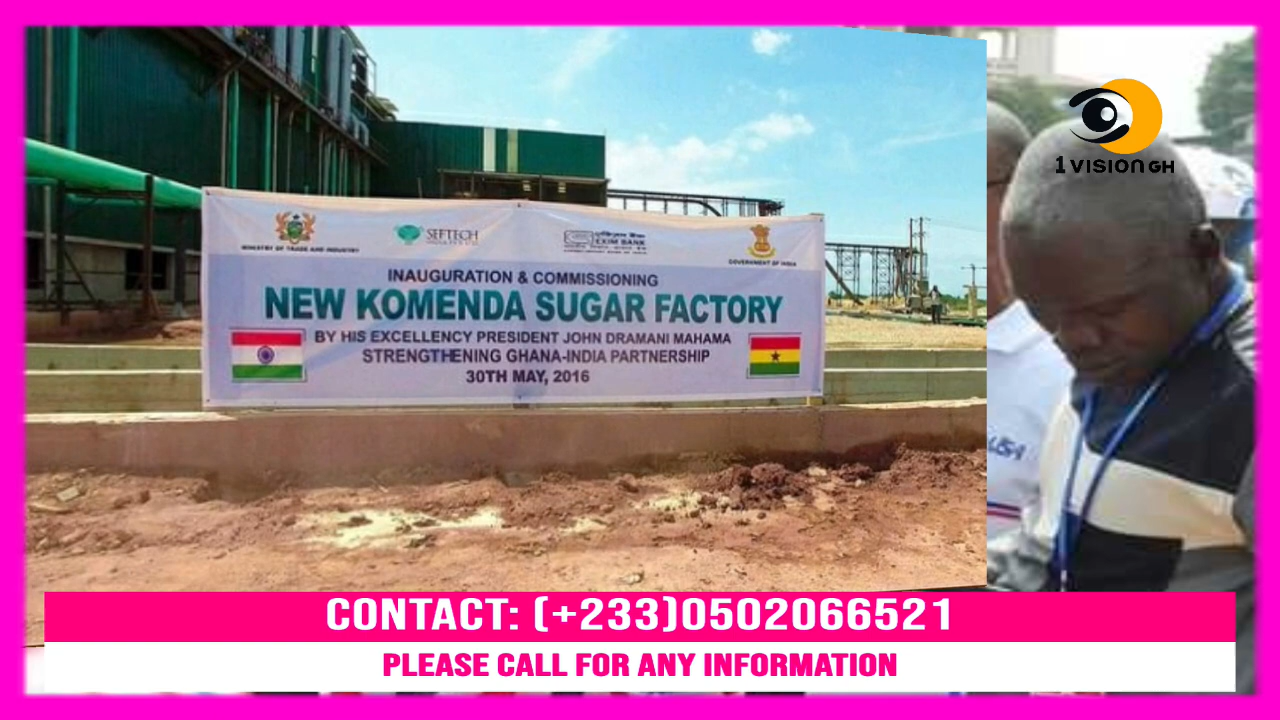 1VISION GH
MINISTRY OF TRADE AND INDUSTRY
SEFTECH
EXIM BANK
GOVERNMENT OF INDIA
INAUGURATION & COMMISSIONING
NEW KOMENDA SUGAR FACTORY
BY HIS EXCELLENCY PRESIDENT JOHN DRAMANI MAHAMA
STRENGTHENING GHANA-INDIA PARTNERSHIP
30TH MAY, 2016
CONTACT: (+233)0502066521
PLEASE CALL FOR ANY INFORMATION